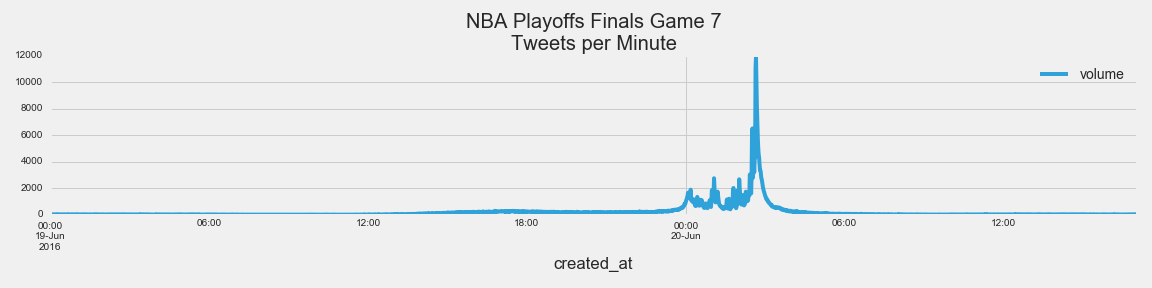 NBA Playoffs Finals Game 7
Tweets per Minute
12000
volume
10000
8000
6000
4000
2000
0
00:00
06:00
12:00
18:00
00:00
06:00
12:00
19-Jun
20-Jun
2016
created_at